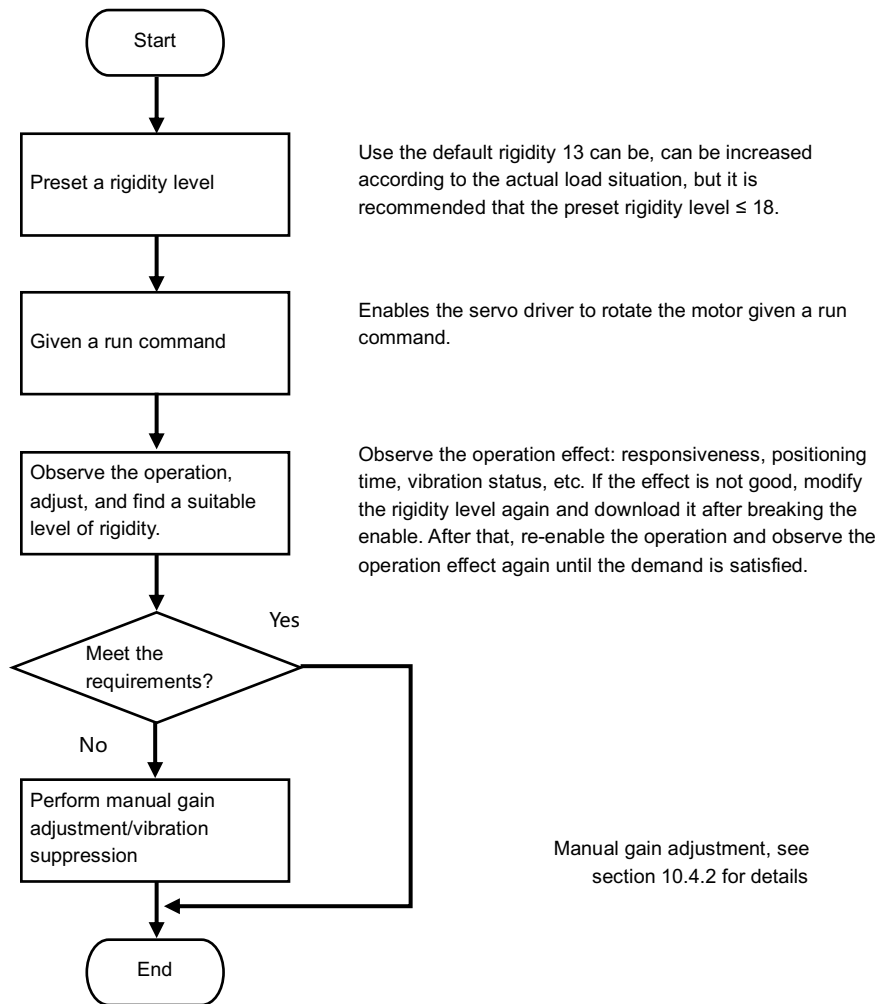 Start
Preset a rigidity level
Use the default rigidity 13 can be, can be increased
according to the actual load situation, but it is
recommended that the preset rigidity level ≤ 18.
Given a run command
Enables the servo driver to rotate the motor given a run
command.
Observe the operation,
adjust, and find a suitable
level of rigidity.
Observe the operation effect: responsiveness, positioning
time, vibration status, etc. If the effect is not good, modify
the rigidity level again and download it after breaking the
enable. After that, re-enable the operation and observe the
operation effect again until the demand is satisfied.
Yes
Meet the
requirements?
No
Perform manual gain
adjustment/vibration
suppression
Manual gain adjustment, see
section 10.4.2 for details
End